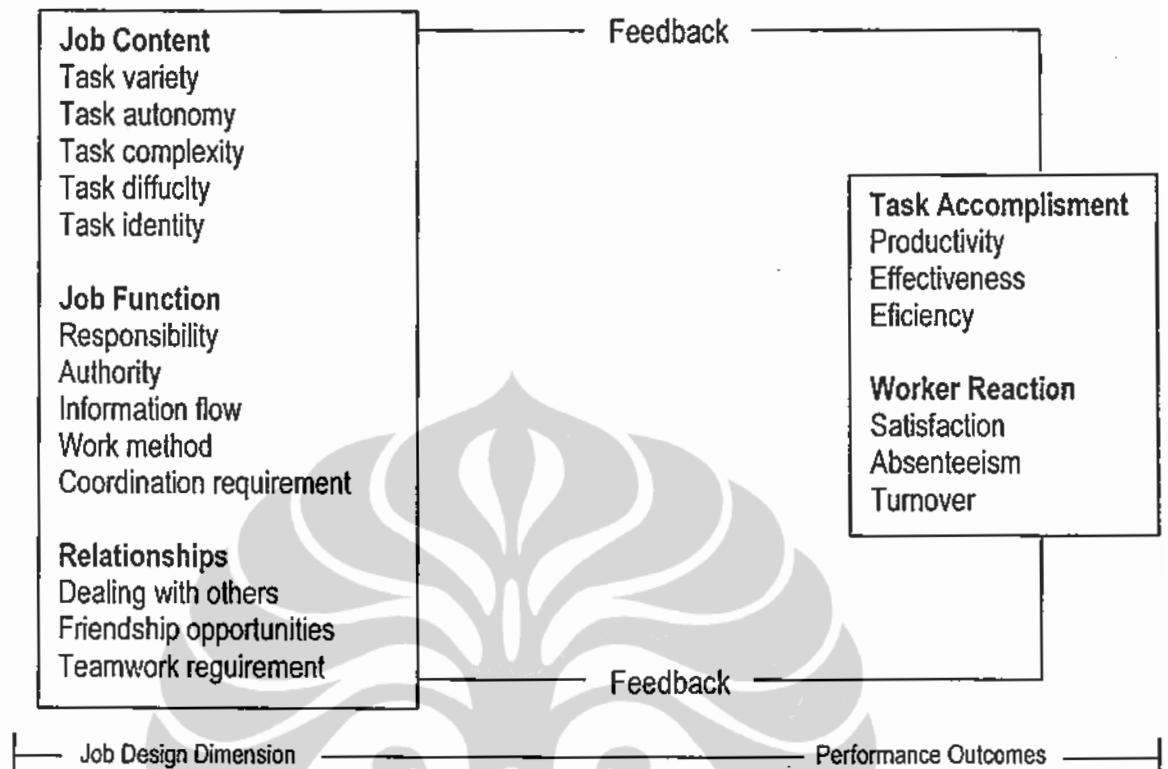 Job Content
Task variety
Task autonomy
Task complexity
Task diffuclty
Task identity
Job Function
Responsibility
Authority
Information flow
Work method
Coordination requirement
Relationships
Dealing with others
Friendship opportunities
Teamwork reguirement
Feedback
Task Accomplisment
Productivity
Effectiveness
Eficiency
Worker Reaction
Satisfaction
Absenteeism
Turnover
Feedback
Job Design Dimension
Performance Outcomes